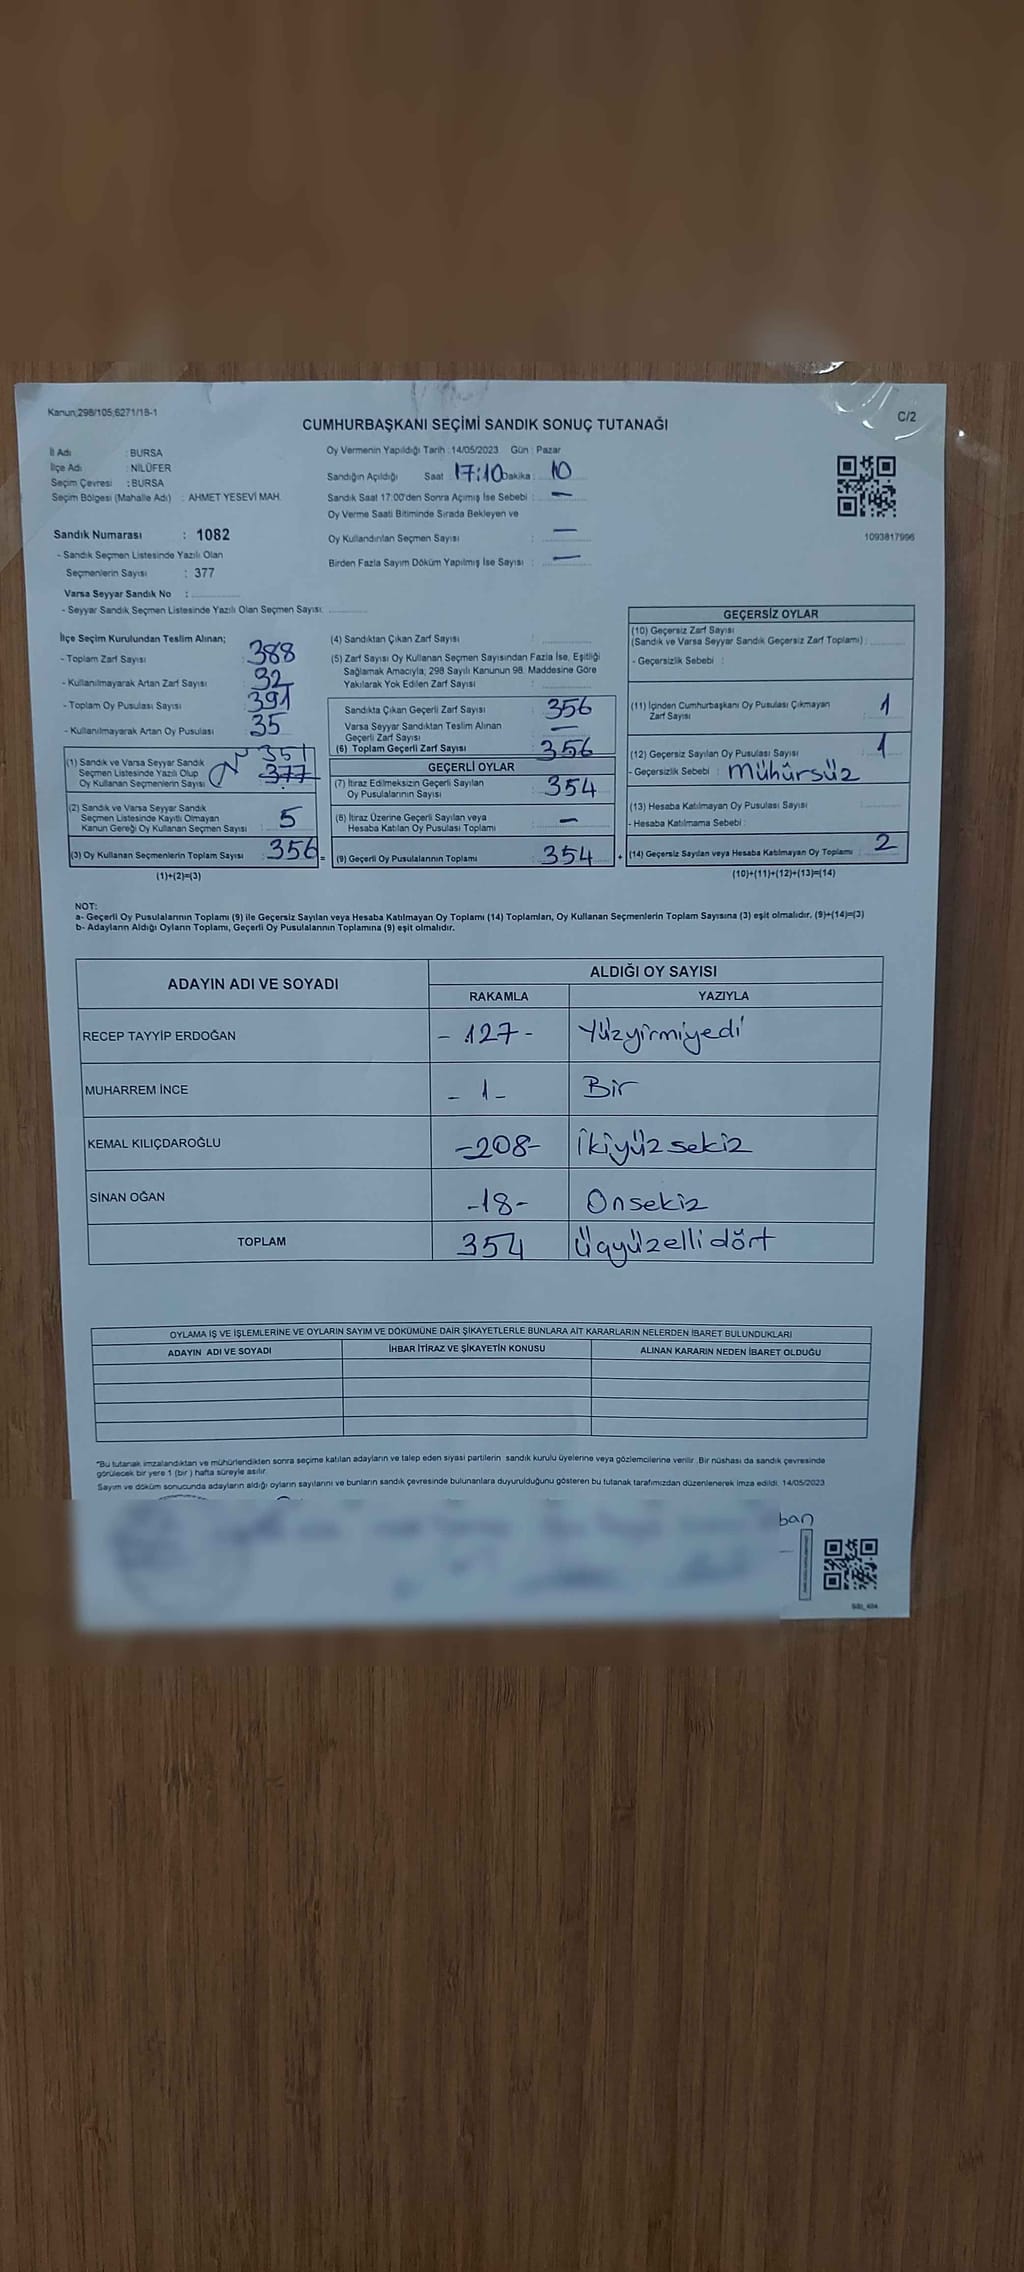 Kanun;298/105,6271/18-1
C/2
CUMHURBAŞKANI SEÇİMİ SANDIK SONUÇ TUTANAĞI
İl Adı : BURSA
İlçe Adı : NİLÜFER
Seçim Çevresi : BURSA
Seçim Bölgesi (Mahalle Adı) : AHMET YESEVİ MAH.
Sandık Numarası : 1082
- Sandık Seçmen Listesinde Yazılı Olan
Seçmenlerin Sayısı : 377
Varsa Seyyar Sandık No :
- Seyyar Sandık Seçmen Listesinde Yazılı Olan Seçmen Sayısı:
Oy Vermenin Yapıldığı Tarih : 14/05/2023 Gün : Pazar
Sandığın Açıldığı Saat 17:10 Dakika : 10
Sandık Saat 17:00'den Sonra Açımış İse Sebebi : —
Oy Verme Saati Bitiminde Sırada Bekleyen ve
Oy Kullandırılan Seçmen Sayısı : —
Birden Fazla Sayım Döküm Yapılmış İse Sayısı : —
1093817996
İlçe Seçim Kurulundan Teslim Alınan;
- Toplam Zarf Sayısı : 388
- Kullanılmayarak Artan Zarf Sayısı : 32
- Toplam Oy Pusulası Sayısı : 391
- Kullanılmayarak Artan Oy Pusulası : 35
(1) Sandık ve Varsa Seyyar Sandık 351
Seçmen Listesinde Yazılı Olup 377
Oy Kullanan Seçmenlerin Sayısı
(2) Sandık ve Varsa Seyyar Sandık
Seçmen Listesinde Kayıtlı Olmayan 5
Kanun Gereği Oy Kullanan Seçmen Sayısı
(3) Oy Kullanan Seçmenlerin Toplam Sayısı : 356 =
(1)+(2)=(3)
(4) Sandıktan Çıkan Zarf Sayısı :
(5) Zarf Sayısı Oy Kullanan Seçmen Sayısından Fazla İse, Eşitliği
Sağlamak Amacıyla; 298 Sayılı Kanunun 98. Maddesine Göre
Yakılarak Yok Edilen Zarf Sayısı :
Sandıkta Çıkan Geçerli Zarf Sayısı : 356
Varsa Seyyar Sandıktan Teslim Alınan
Geçerli Zarf Sayısı —
(6) Toplam Geçerli Zarf Sayısı : 356
GEÇERLİ OYLAR
(7) İtiraz Edilmeksizin Geçerli Sayılan
Oy Pusulalarının Sayısı : 354
(8) İtiraz Üzerine Geçerli Sayılan veya
Hesaba Katılan Oy Pusulası Toplamı : —
(9) Geçerli Oy Pusulalarının Toplamı : 354 +
GEÇERSİZ OYLAR
(10) Geçersiz Zarf Sayısı
(Sandık ve Varsa Seyyar Sandık Geçersiz Zarf Toplamı) :
- Geçersizlik Sebebi :
(11) İçinden Cumhurbaşkanı Oy Pusulası Çıkmayan
Zarf Sayısı : 1
(12) Geçersiz Sayılan Oy Pusulası Sayısı : 1
- Geçersizlik Sebebi : Mühürsüz
(13) Hesaba Katılmayan Oy Pusulası Sayısı :
- Hesaba Katılmama Sebebi :
(14) Geçersiz Sayılan veya Hesaba Katılmayan Oy Toplamı : 2
(10)+(11)+(12)+(13)=(14)
NOT:
a- Geçerli Oy Pusulalarının Toplamı (9) ile Geçersiz Sayılan veya Hesaba Katılmayan Oy Toplamı (14) Toplamları, Oy Kullanan Seçmenlerin Toplam Sayısına (3) eşit olmalıdır. (9)+(14)=(3)
b- Adayların Aldığı Oyların Toplamı, Geçerli Oy Pusulalarının Toplamına (9) eşit olmalıdır.
ADAYIN ADI VE SOYADI ALDIĞI OY SAYISI
RAKAMLA YAZIYLA
RECEP TAYYİP ERDOĞAN - 127 - Yüzyirmiyedi
MUHARREM İNCE - 1 - Bir
KEMAL KILIÇDAROĞLU -208- İkiyüz sekiz
SİNAN OĞAN -18- Onsekiz
TOPLAM 354 Üçyüzelli dört
OYLAMA İŞ VE İŞLEMLERİNE VE OYLARIN SAYIM VE DÖKÜMÜNE DAİR ŞİKAYETLERLE BUNLARA AİT KARARLARIN NELERDEN İBARET BULUNDUKLARI
ADAYIN ADI VE SOYADI İHBAR İTİRAZ VE ŞİKAYETİN KONUSU ALINAN KARARIN NEDEN İBARET OLDUĞU
*Bu tutanak imzalandıktan ve mühürlendikten sonra seçime katılan adayların ve talep eden siyasi partilerin sandık kurulu üyelerine veya gözlemcilerine verilir. Bir nüshası da sandık çevresinde
görülecek bir yere 1 (bir) hafta süreyle asılır.
Sayım ve döküm sonucunda adayların aldığı oyların sayılarını ve bunların sandık çevresinde bulunanlara duyurulduğunu gösteren bu tutanak tarafımızdan düzenlenerek imza edildi. 14/05/2023
ban